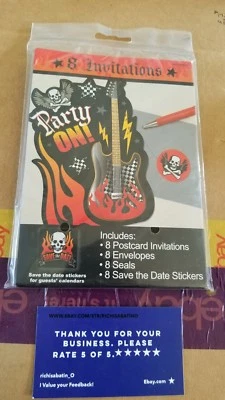 8 Invitations
Party
ON!
Includes:
• 8 Postcard Invitations
• 8 Envelopes
• 8 Seals
• 8 Save the Date Stickers
Save the date stickers
for guests' calendars
THANK YOU FOR YOUR
BUSINESS. PLEASE
RATE 5 OF 5.★★★★★
richisabatin_0
I Value your Feedback!
Ebay.com
ebay